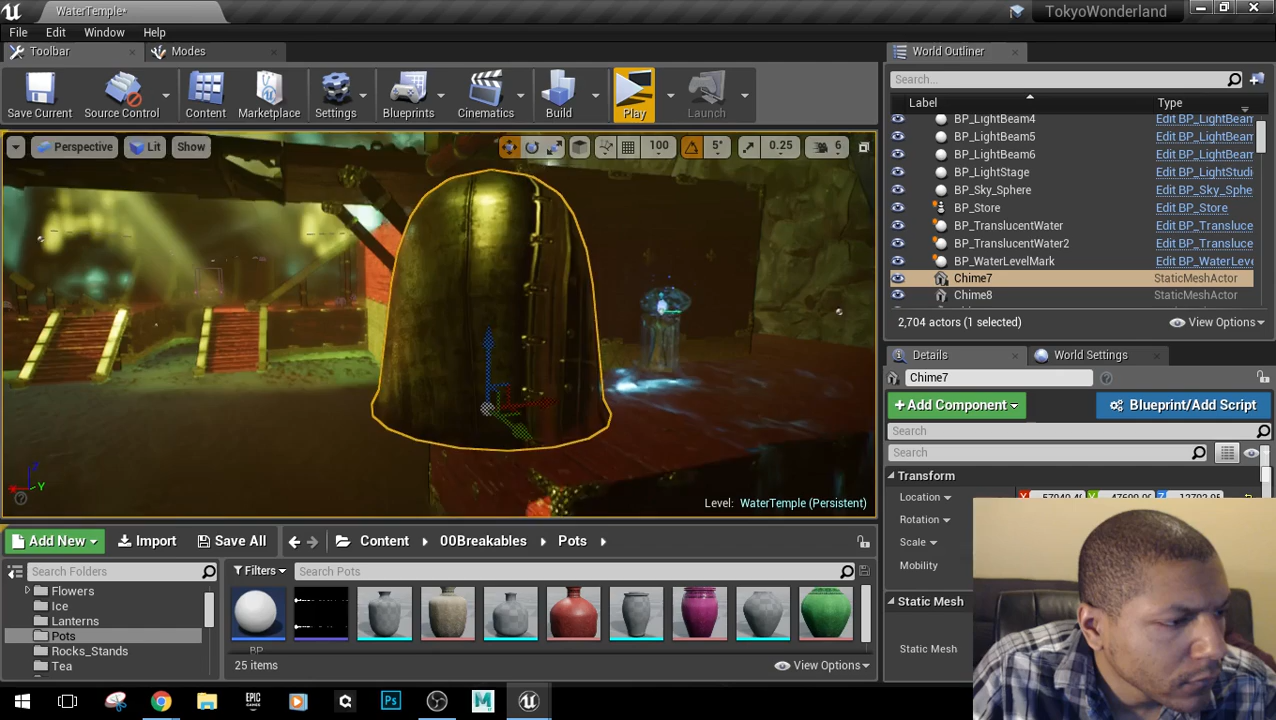 WaterTemple*
TokyoWonderland
File Edit Window Help
Toolbar
Modes
World Outliner
Save Current
Source Control
Content
Marketplace
Settings
Blueprints
Cinematics
Build
Play
Launch
Search...
Label
Type
Perspective
Lit
Show
100
5°
0.25
6
BP_LightBeam4 Edit BP_LightBeam
BP_LightBeam5 Edit BP_LightBeam
BP_LightBeam6 Edit BP_LightBeam
BP_LightStage Edit BP_LightStudi
BP_Sky_Sphere Edit BP_Sky_Sphe
BP_Store Edit BP_Store
BP_TranslucentWater Edit BP_Transluce
BP_TranslucentWater2 Edit BP_Transluce
BP_WaterLevelMark Edit BP_WaterLeve
Chime7 StaticMeshActor
Chime8 StaticMeshActor
2,704 actors (1 selected)
View Options
Details
World Settings
Chime7
Add Component
Blueprint/Add Script
Search
Search
Transform
Location
Rotation
Scale
Mobility
Static Mesh
Static Mesh
Z
Y
Level: WaterTemple (Persistent)
Add New
Import
Save All
Content
00Breakables
Pots
Search Folders
Filters
Search Pots
Flowers
Ice
Lanterns
Pots
Rocks_Stands
Tea
BP
25 items
View Options
EPIC GAMES
Ps
M